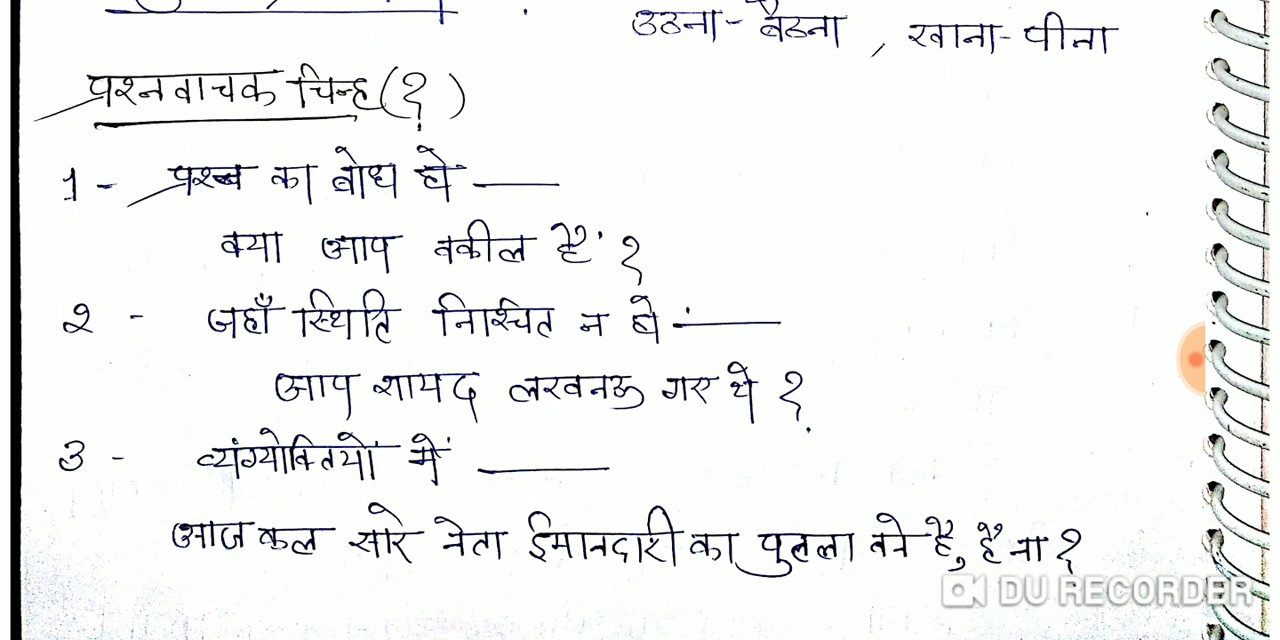 उठना-बैठना, खाना-पीना
प्रश्नवाचक चिन्ह (?)
1- प्रश्न का बोध हो —
क्या आप वकील हैं ?
२ - जहाँ स्थिति निश्चित न हो —
आप शायद लखनऊ गए थे ?
3 - व्यंग्योक्तियों में —
आजकल सारे नेता ईमानदारी का पुतला बने हैं, है ना ?
DU RECORDER